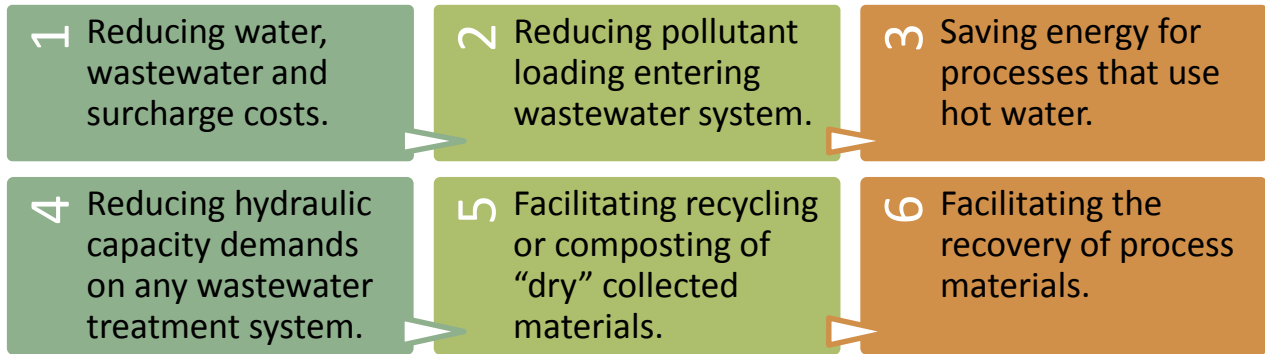 1
Reducing water,
wastewater and
surcharge costs.
2
Reducing pollutant
loading entering
wastewater system.
3
Saving energy for
processes that use
hot water.
4
Reducing hydraulic
capacity demands
on any wastewater
treatment system.
5
Facilitating recycling
or composting of
“dry” collected
materials.
6
Facilitating the
recovery of process
materials.